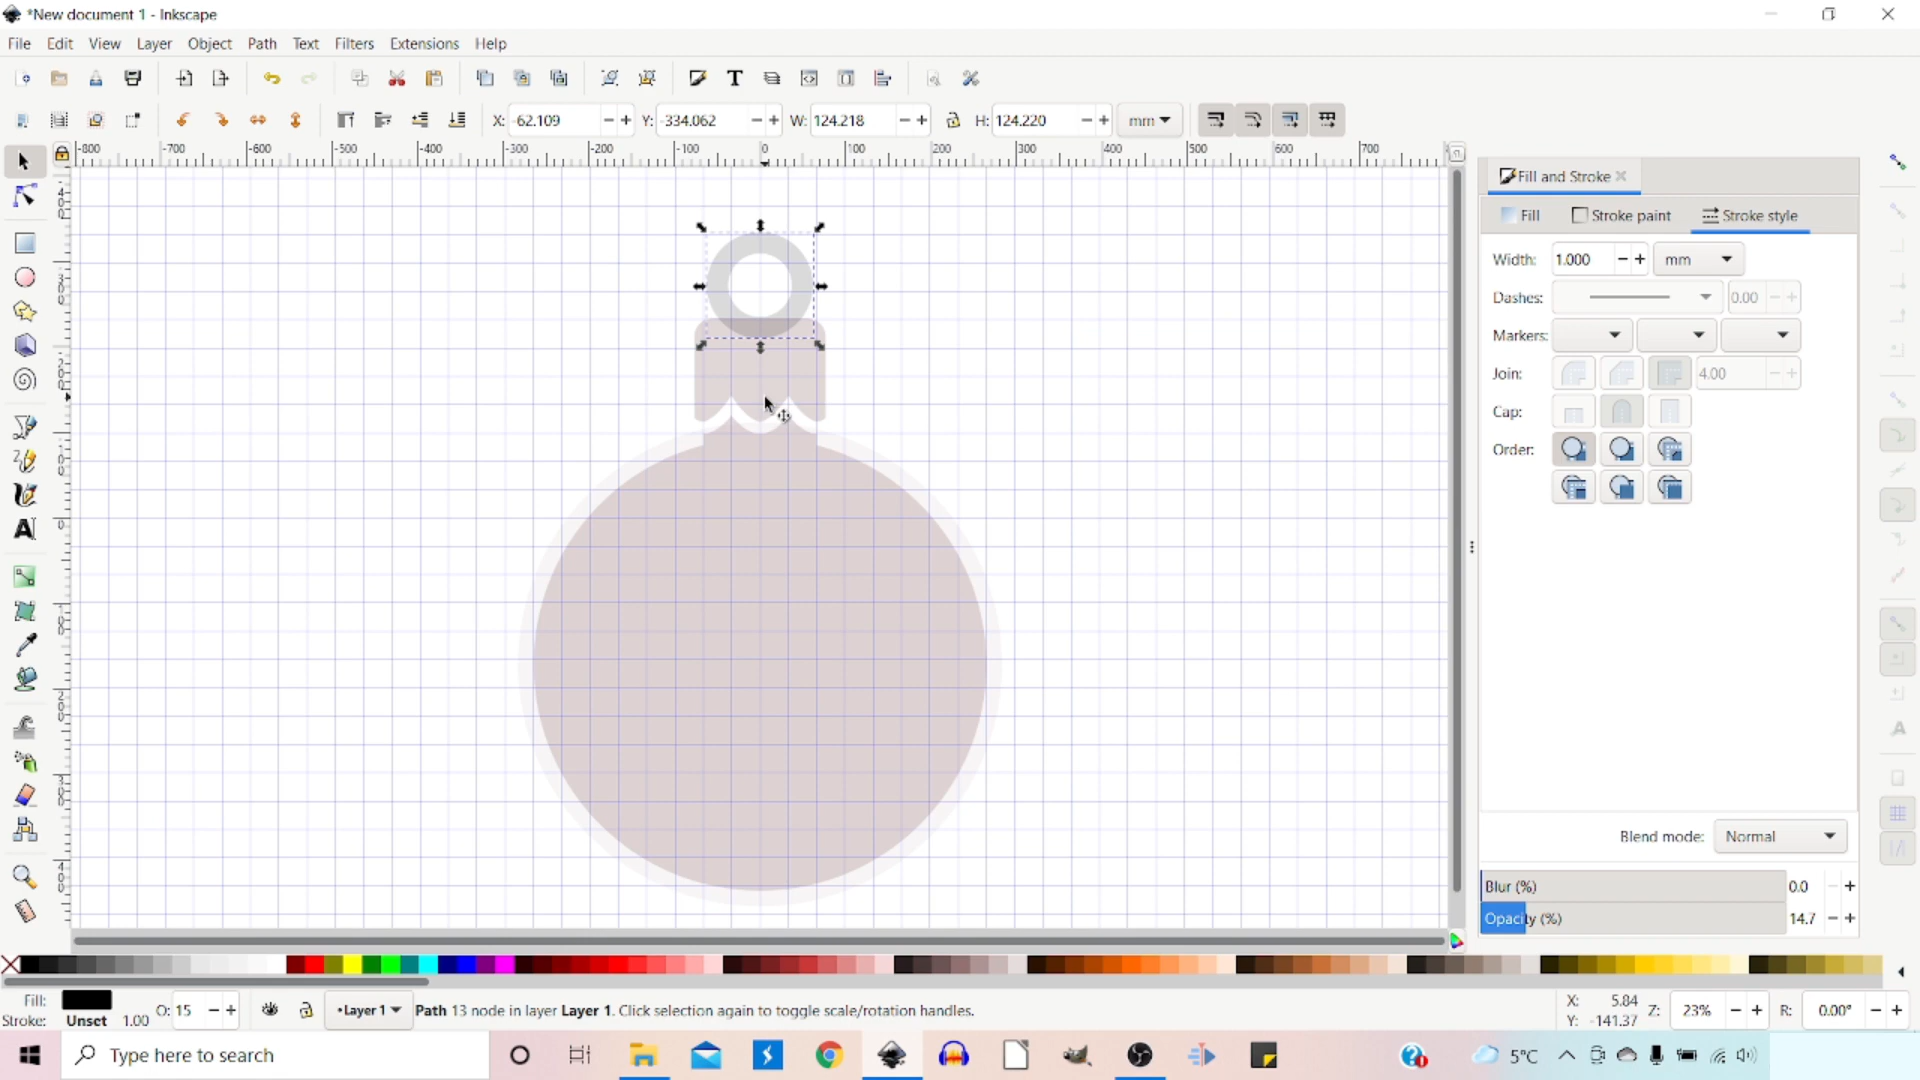 *New document 1 - Inkscape
File Edit View Layer Object Path Text Filters Extensions Help
X: -62.109 Y: -334.062 W: 124.218 H: 124.220 mm
-800 -700 -600 -500 -400 -300 -200 -100 0 100 200 300 400 500 600 700
Fill and Stroke
Fill Stroke paint Stroke style
Width: 1.000 mm
Dashes: 0.00
Markers:
Join: 4.00
Cap:
Order:
Blend mode: Normal
Blur (%) 0.0
Opacity (%) 14.7
Fill: O: 15 •Layer 1 Path 13 node in layer Layer 1. Click selection again to toggle scale/rotation handles. X: 5.84 Z: 23% R: 0.00°
Stroke: Unset 1.00 Y: -141.37
Type here to search 5°C